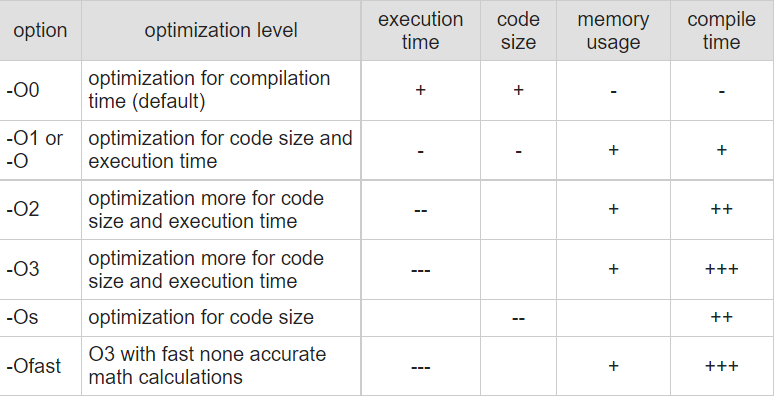 option optimization level execution time code size memory usage compile time
-O0 optimization for compilation time (default) + + - -
-O1 or -O optimization for code size and execution time - - + +
-O2 optimization more for code size and execution time -- + ++
-O3 optimization more for code size and execution time --- + +++
-Os optimization for code size -- ++
-Ofast O3 with fast none accurate math calculations --- + +++